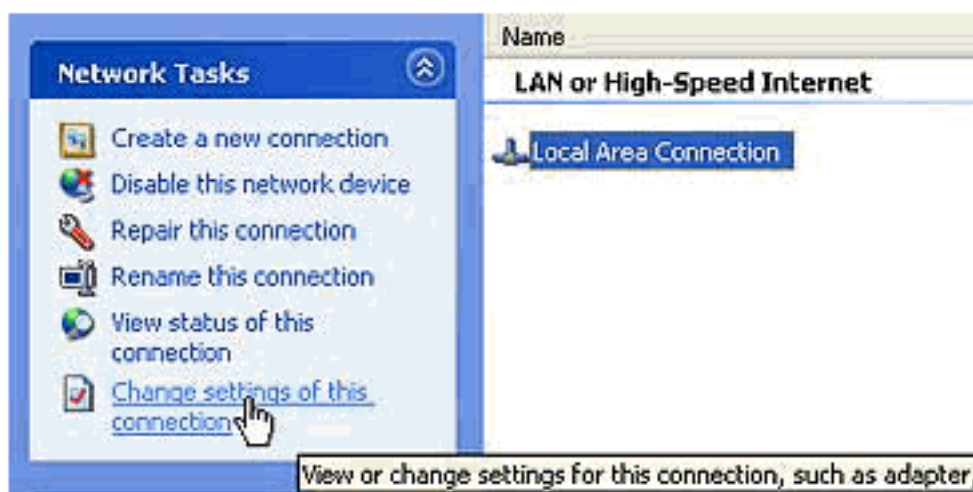 Network Tasks
Create a new connection
Disable this network device
Repair this connection
Rename this connection
View status of this
connection
Change settings of this
connection
Name
LAN or High-Speed Internet
Local Area Connection
View or change settings for this connection, such as adapter